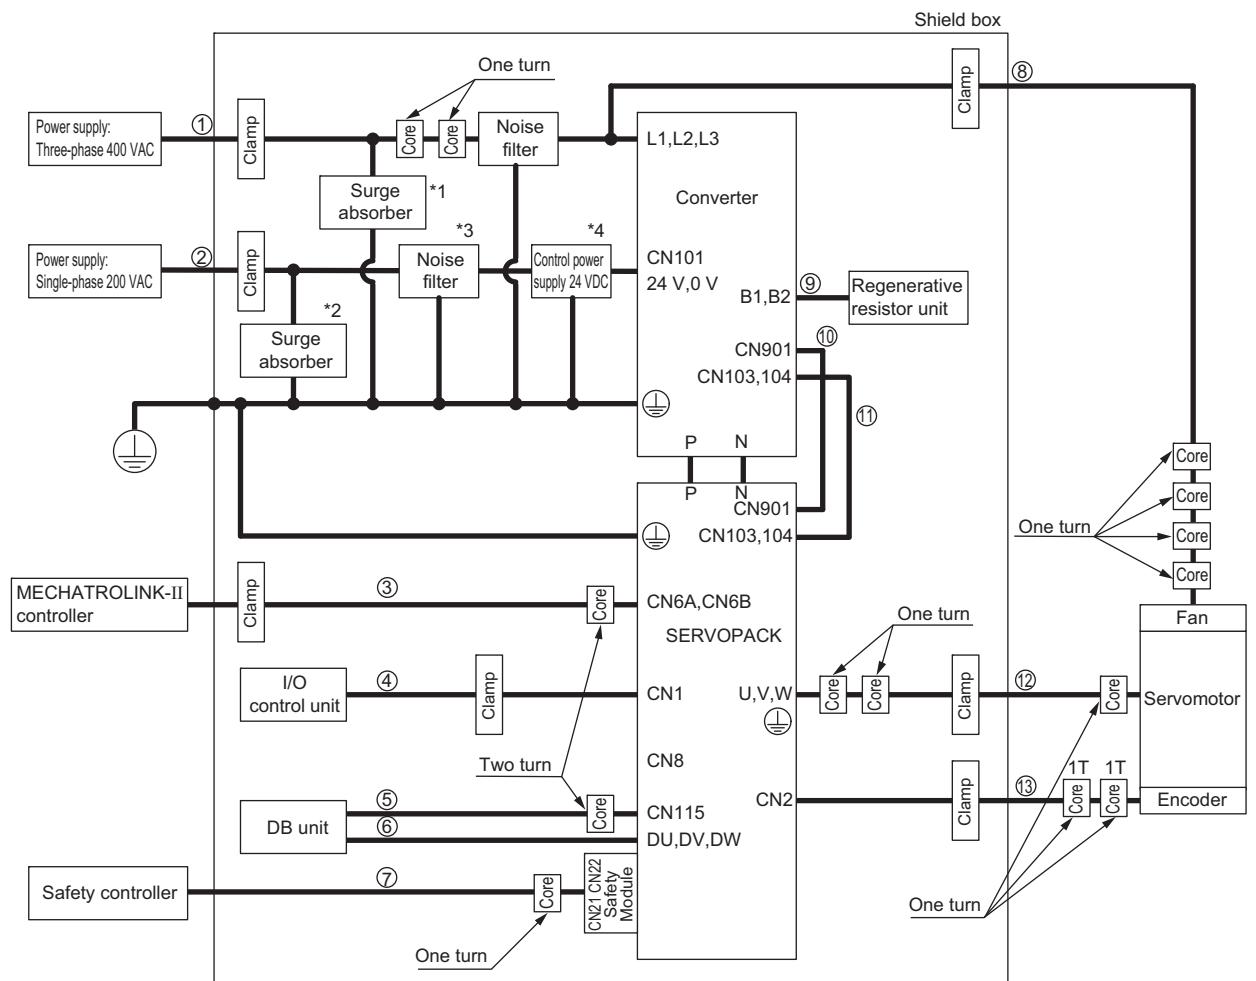 Shield box
One turn
Clamp
⑧
Power supply:
Three-phase 400 VAC
①
Clamp
Core
Core
Noise
filter
L1,L2,L3
Surge
absorber
*1
Converter
Power supply:
Single-phase 200 VAC
②
Clamp
*3
Noise
filter
*4
Control power
supply 24 VDC
CN101
24 V,0 V
B1,B2
⑨
Regenerative
resistor unit
*2
Surge
absorber
CN901
⑩
CN103,104
⑪
P
N
P
N
CN901
CN103,104
Core
Core
Core
Core
One turn
MECHATROLINK-II
controller
Clamp
③
Core
CN6A,CN6B
SERVOPACK
One turn
Fan
I/O
control unit
④
Clamp
CN1
U,V,W
Core
Core
Clamp
⑫
Core
Servomotor
Two turn
CN8
DB unit
⑤
⑥
Core
CN115
DU,DV,DW
CN2
Clamp
⑬
1T
1T
Core
Core
Encoder
Safety controller
⑦
Core
CN21 CN22
Safety
Module
One turn
One turn